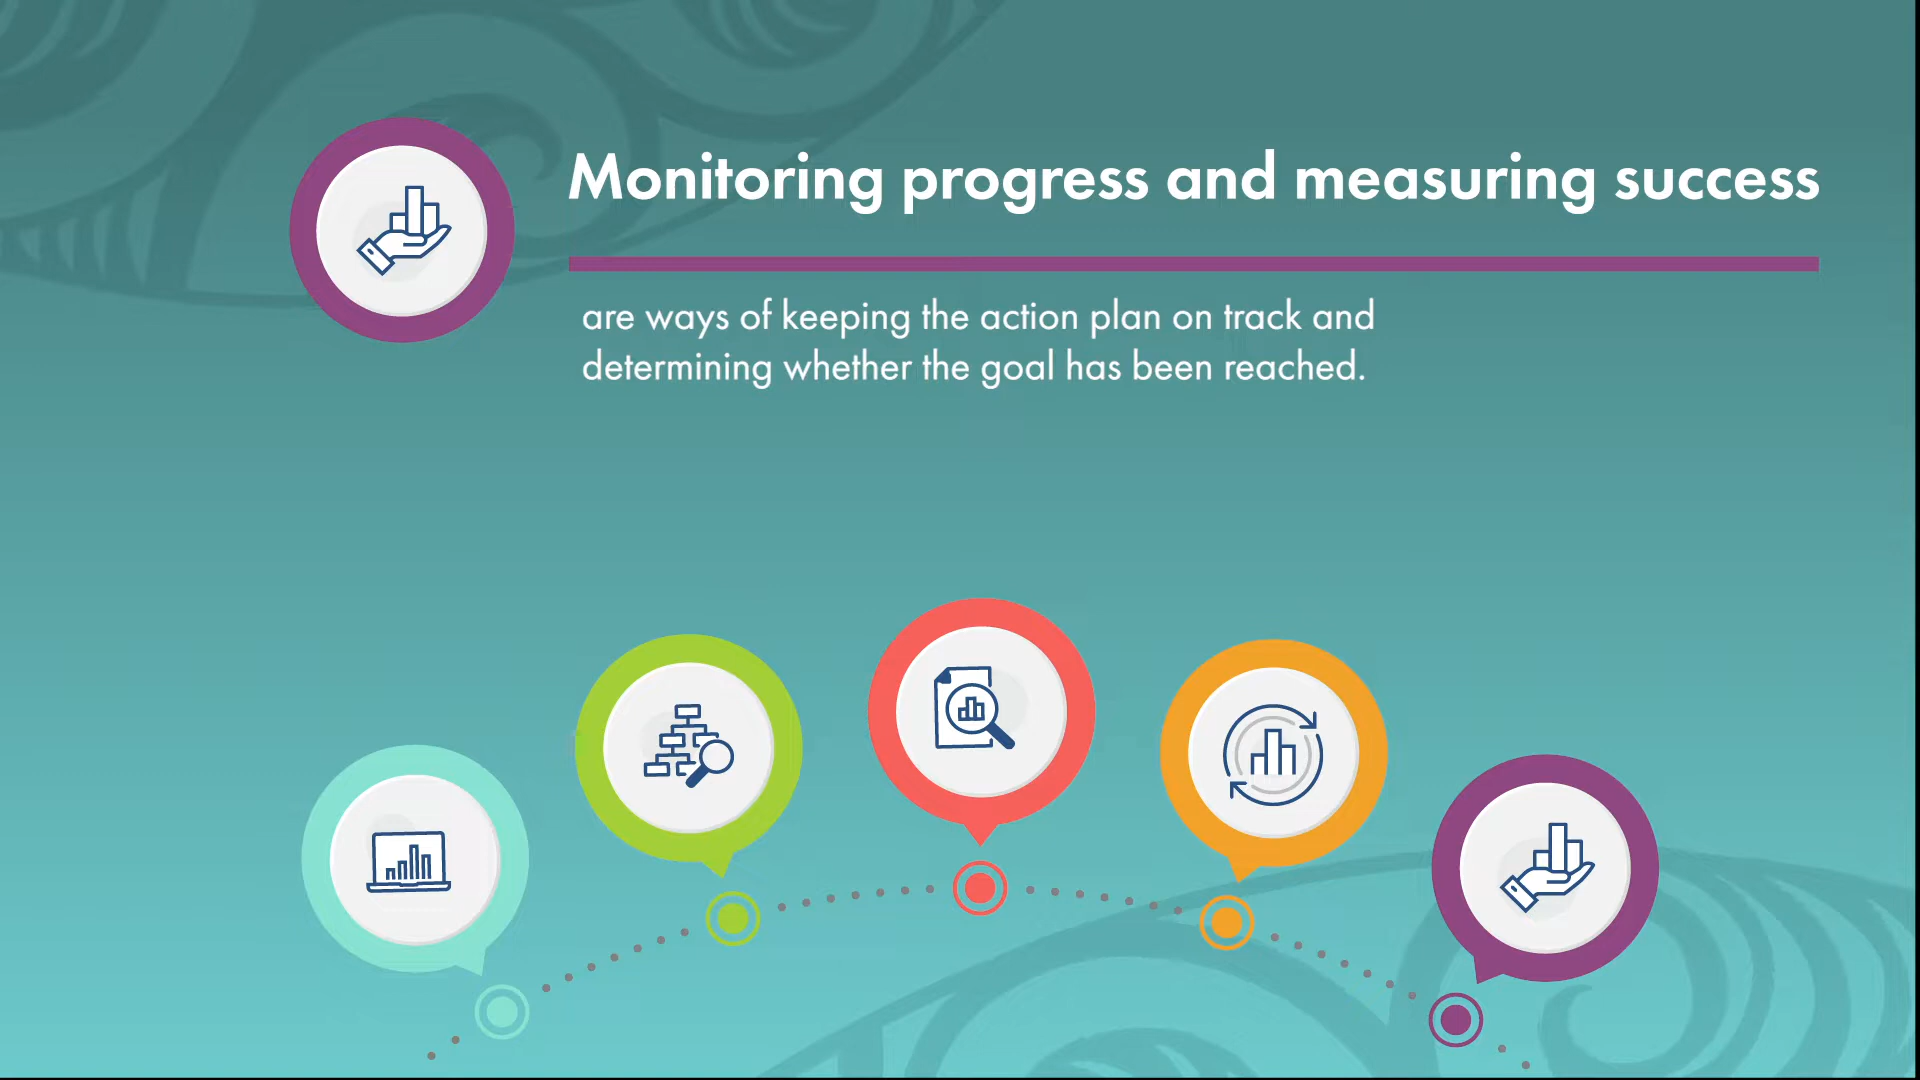 Monitoring progress and measuring success
are ways of keeping the action plan on track and
determining whether the goal has been reached.